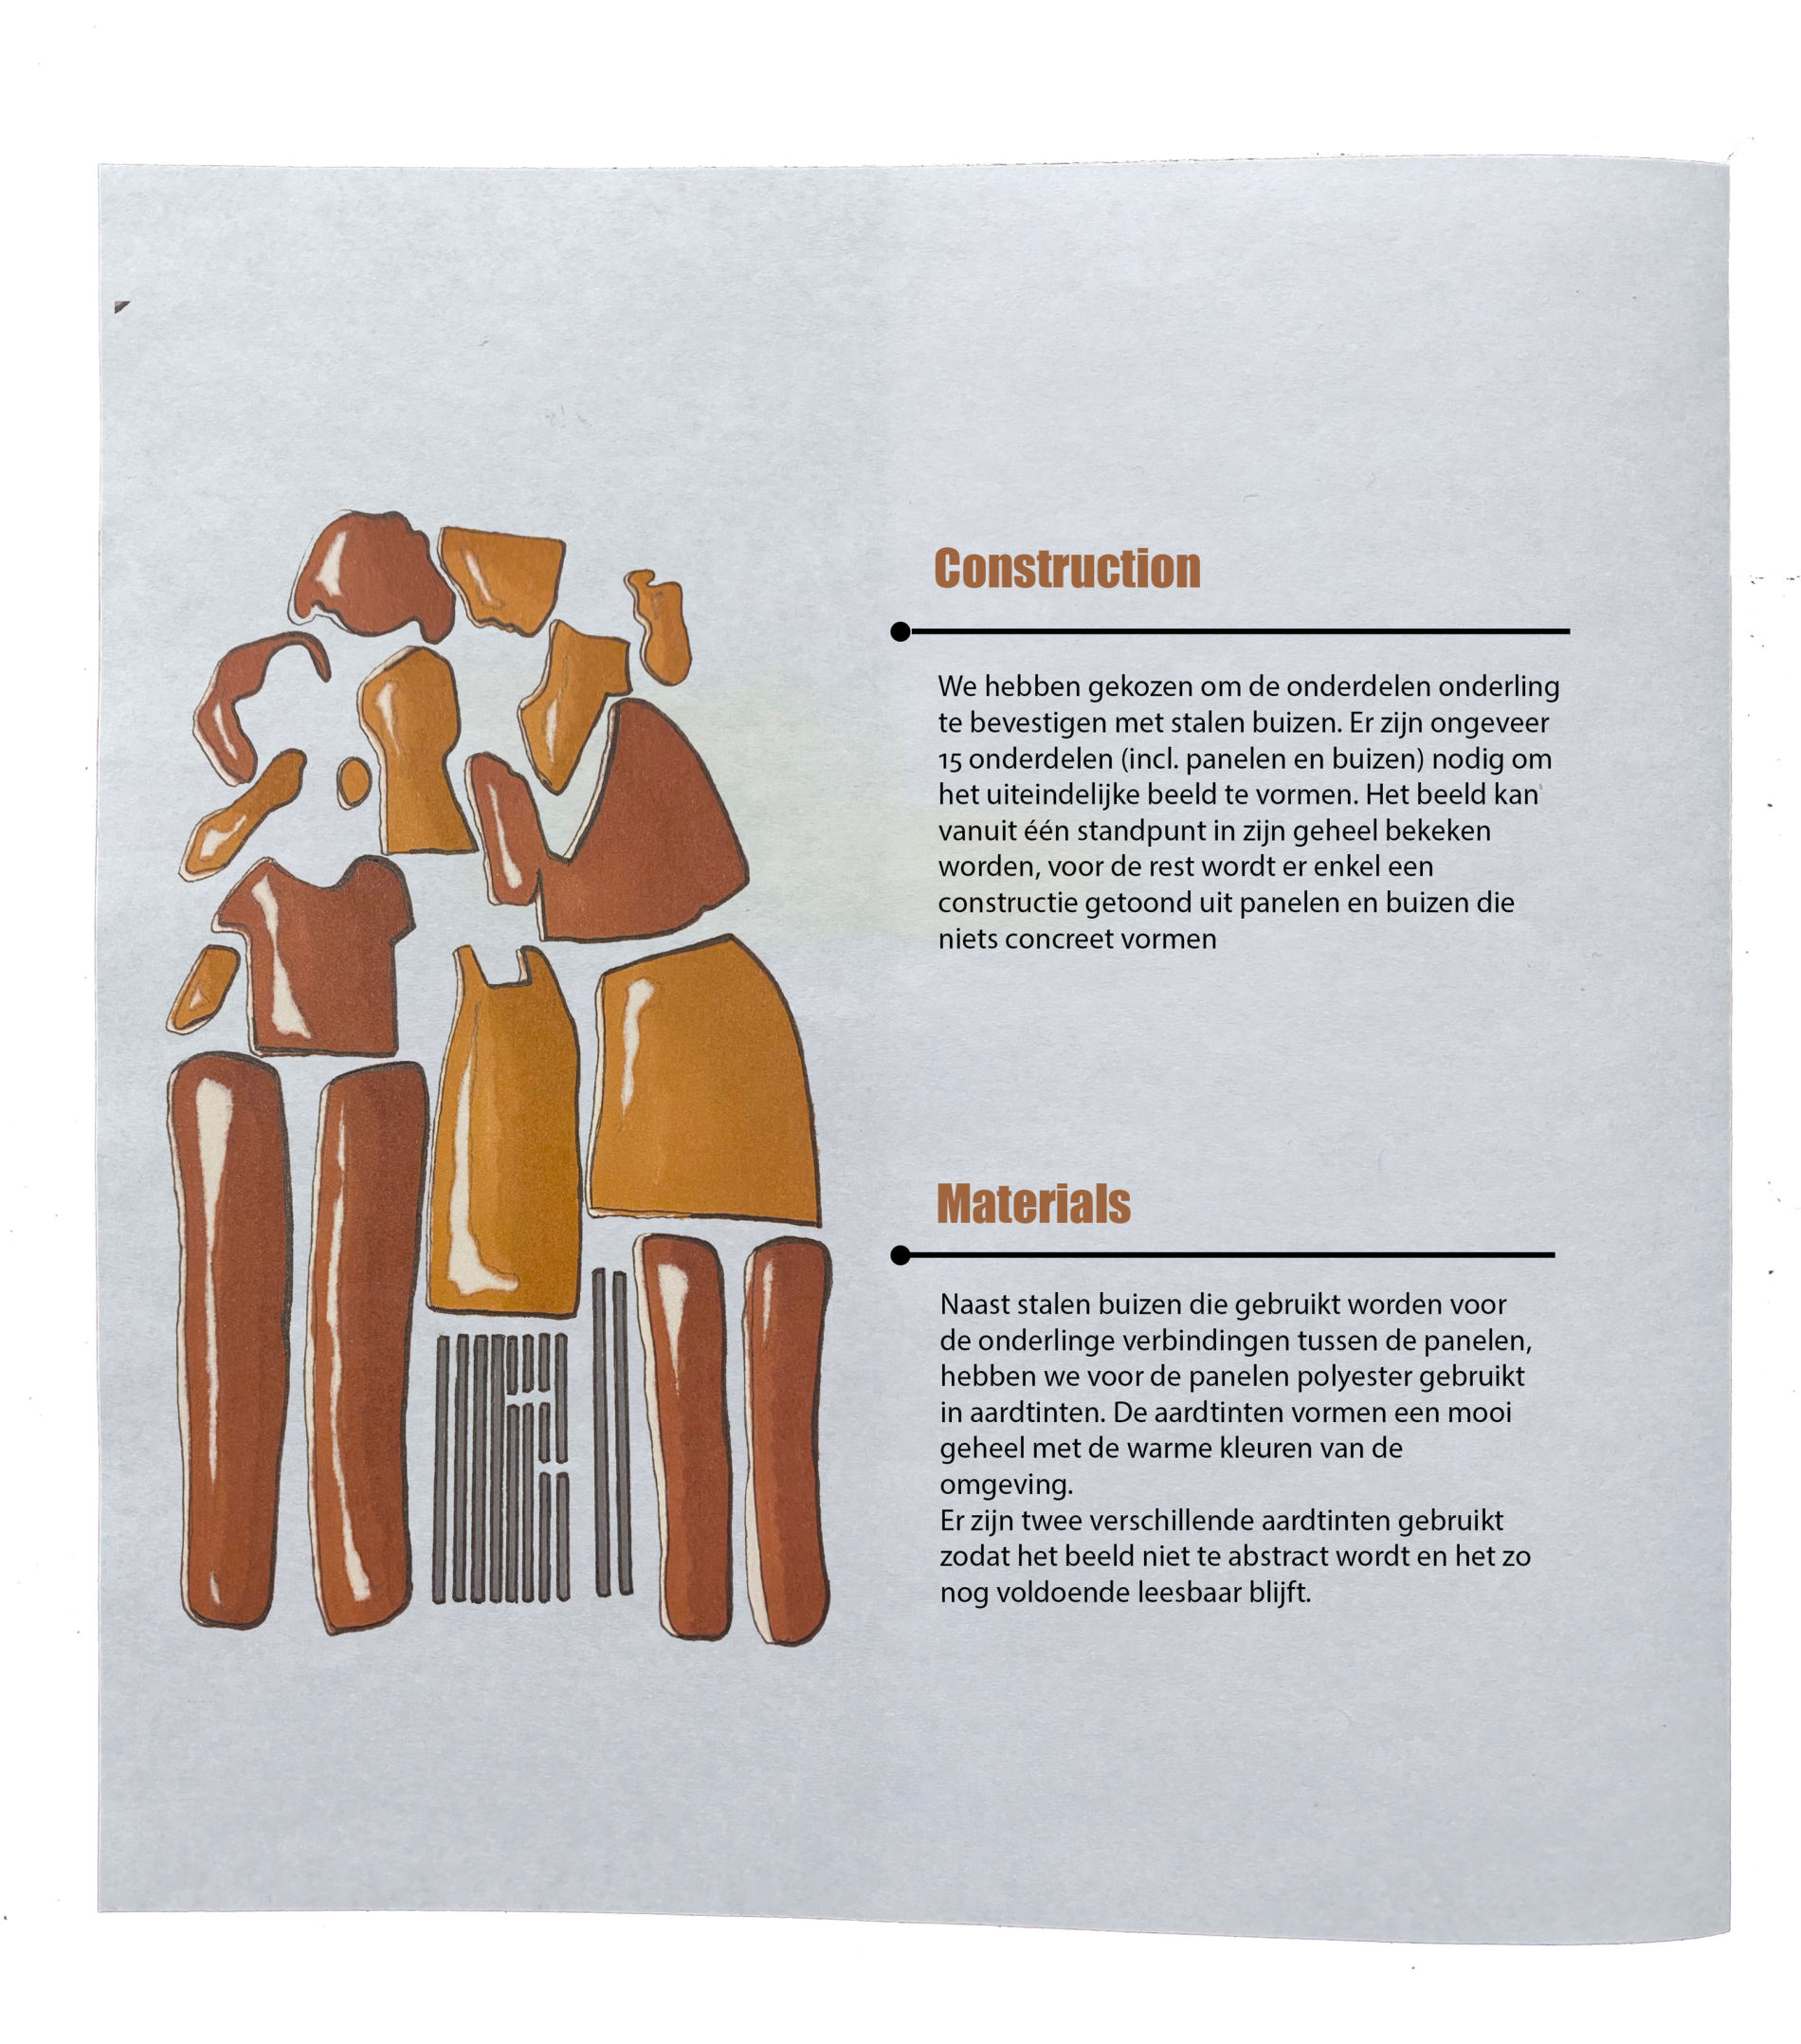 Construction
We hebben gekozen om de onderdelen onderling
te bevestigen met stalen buizen. Er zijn ongeveer
15 onderdelen (incl. panelen en buizen) nodig om
het uiteindelijke beeld te vormen. Het beeld kan
vanuit één standpunt in zijn geheel bekeken
worden, voor de rest wordt er enkel een
constructie getoond uit panelen en buizen die
niets concreet vormen
Materials
Naast stalen buizen die gebruikt worden voor
de onderlinge verbindingen tussen de panelen,
hebben we voor de panelen polyester gebruikt
in aardtinten. De aardtinten vormen een mooi
geheel met de warme kleuren van de
omgeving.
Er zijn twee verschillende aardtinten gebruikt
zodat het beeld niet te abstract wordt en het zo
nog voldoende leesbaar blijft.